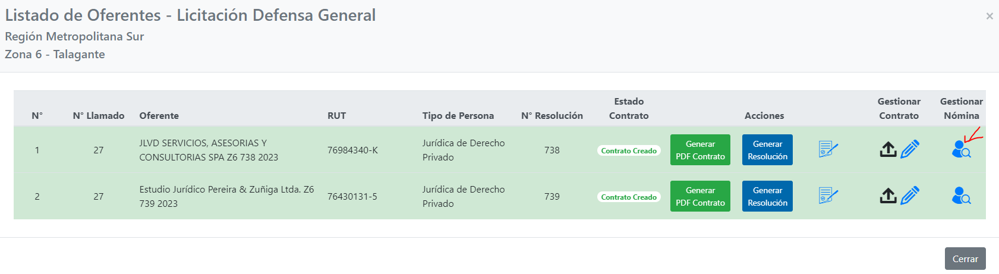 Listado de Oferentes - Licitación Defensa General
×
Región Metropolitana Sur
Zona 6 - Talagante
N°
N° Llamado
Oferente
RUT
Tipo de Persona
N° Resolución
Estado
Contrato
Acciones
Gestionar
Contrato
Gestionar
Nómina
1
27
JLVD SERVICIOS, ASESORIAS Y
CONSULTORIAS SPA Z6 738 2023
76984340-K
Jurídica de Derecho
Privado
738
Contrato Creado
Generar
PDF Contrato
Generar
Resolución
2
27
Estudio Jurídico Pereira & Zuñiga Ltda. Z6
739 2023
76430131-5
Jurídica de Derecho
Privado
739
Contrato Creado
Generar
PDF Contrato
Generar
Resolución
Cerrar